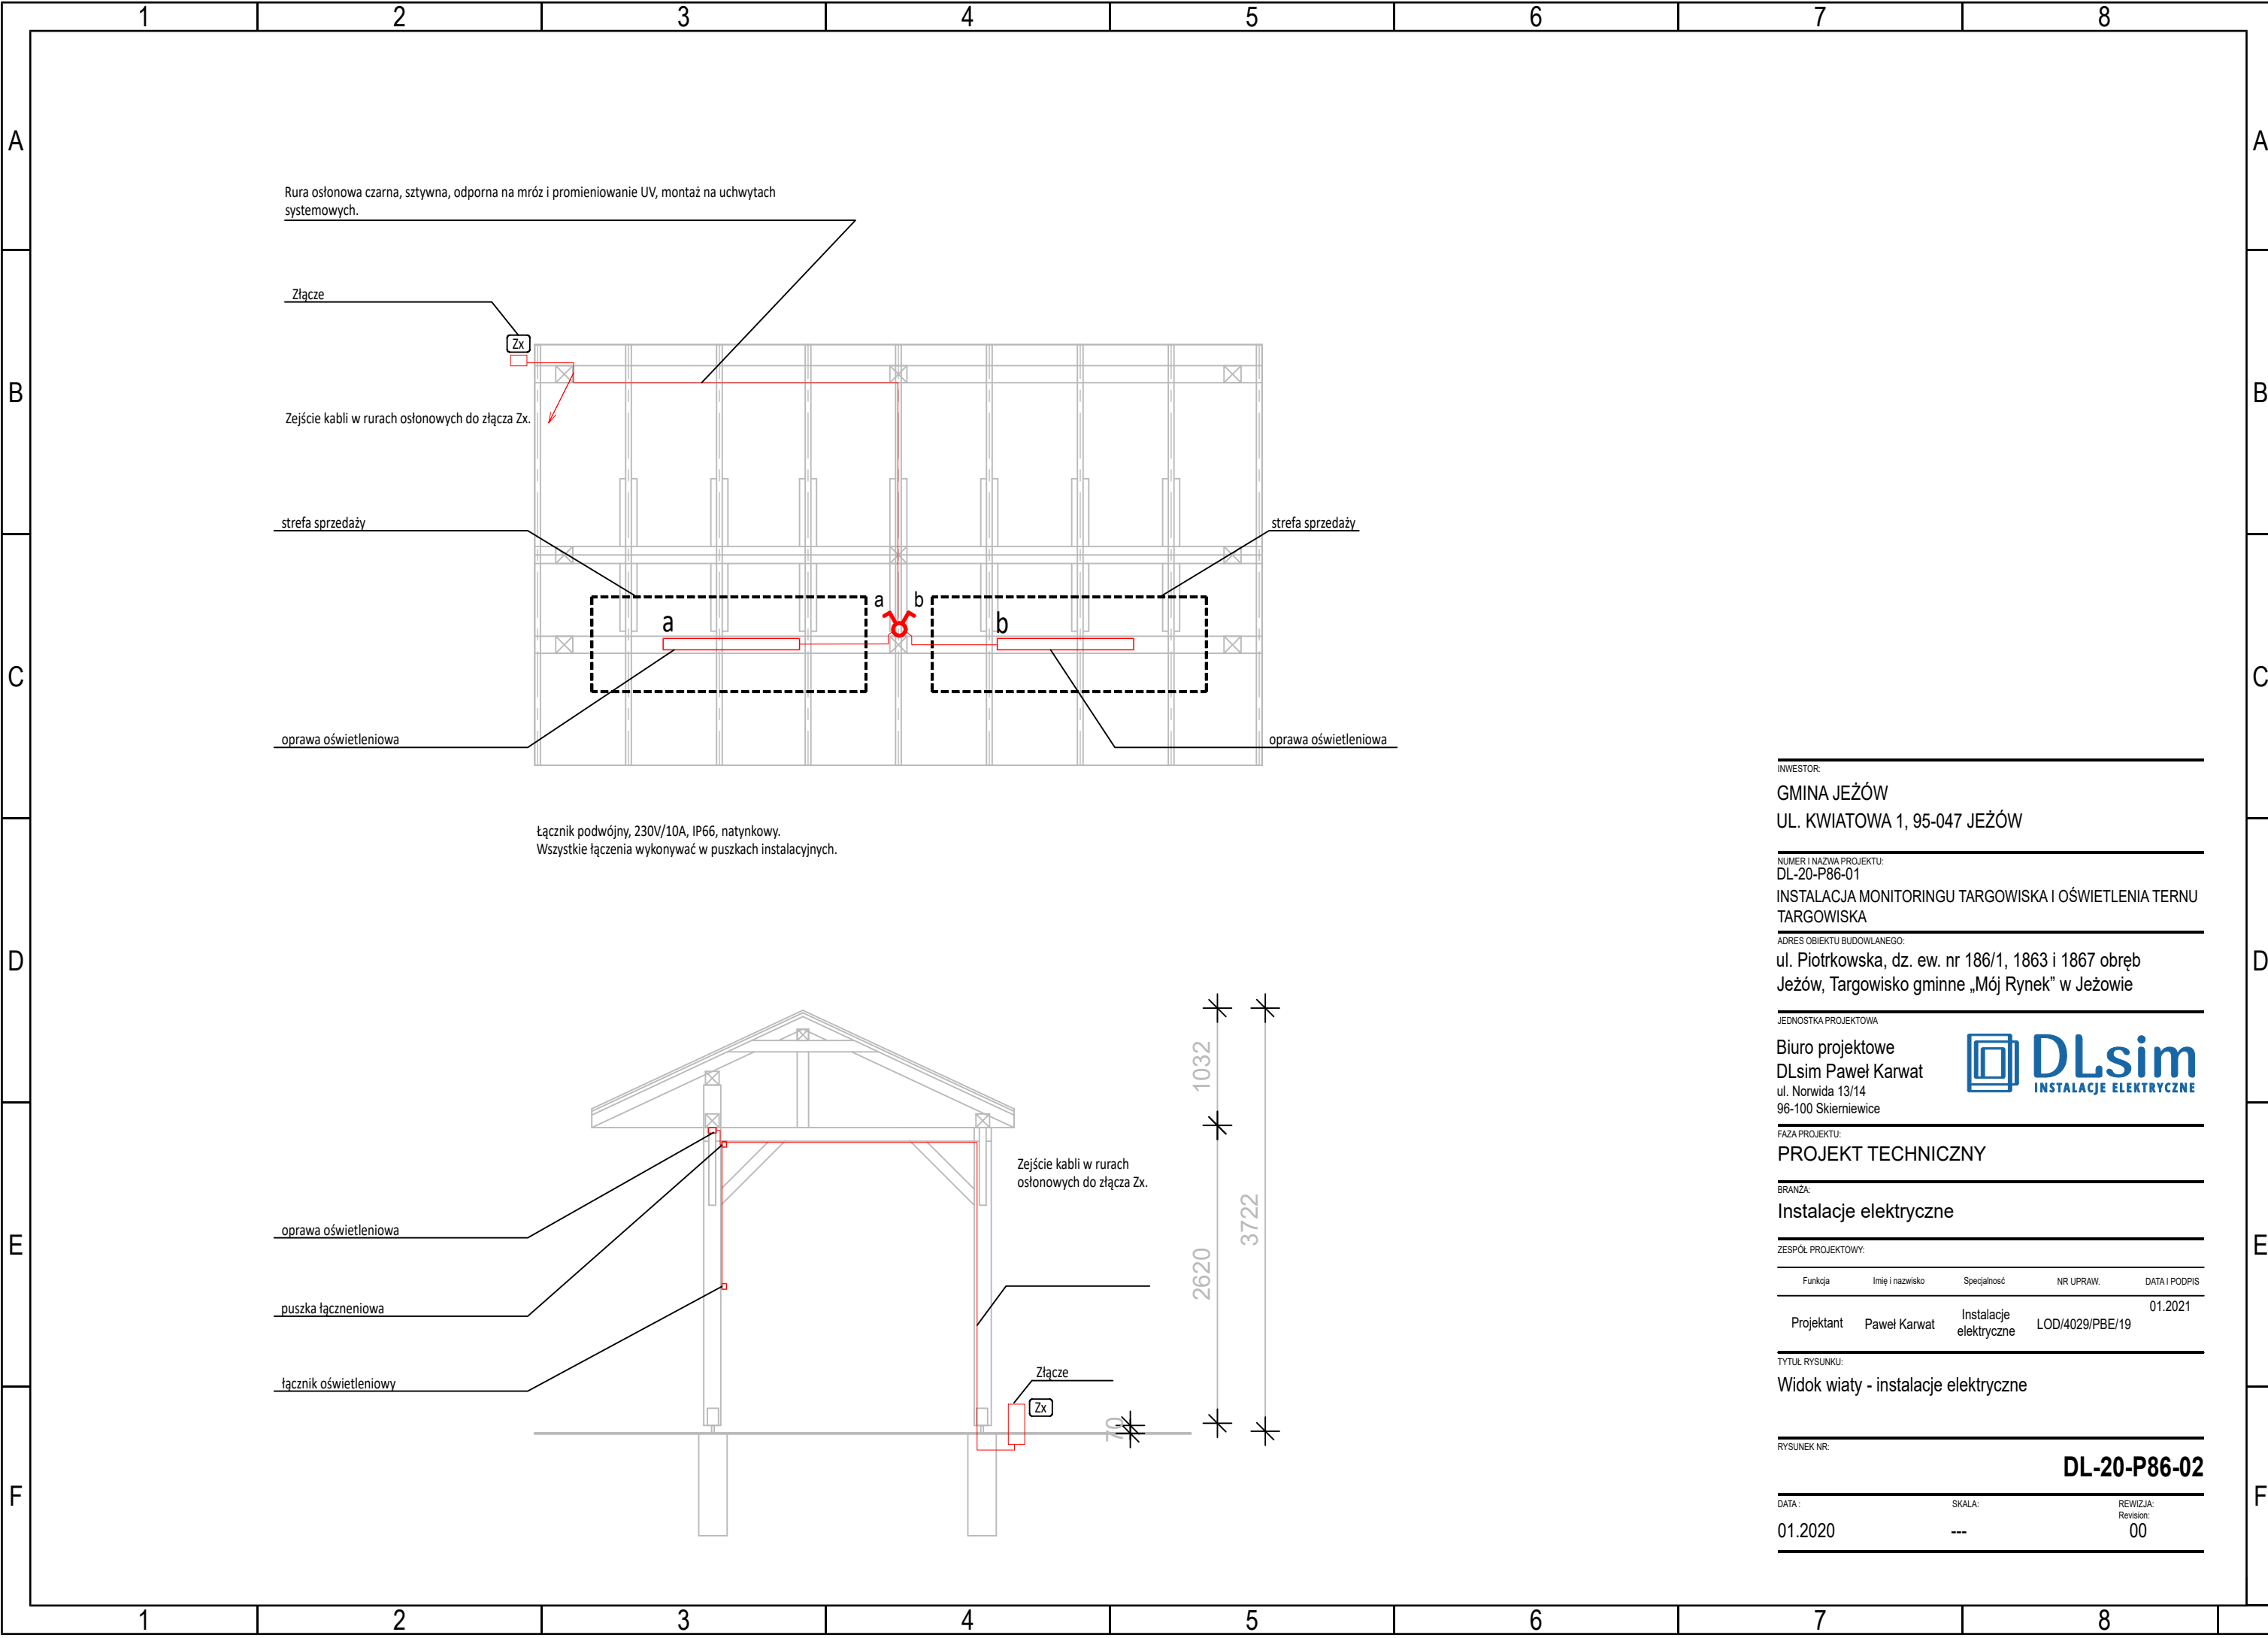 1 2 3 4 5 6 7 8
A A
B B
C C
D D
E E
F F
Rura osłonowa czarna, sztywna, odporna na mróz i promieniowanie UV, montaż na uchwytach
systemowych.
Złącze
Zx
Zejście kabli w rurach osłonowych do złącza Zx.
strefa sprzedaży
strefa sprzedaży
a b
a
b
oprawa oświetleniowa
oprawa oświetleniowa
Łącznik podwójny, 230V/10A, IP66, natynkowy.
Wszystkie łączenia wykonywać w puszkach instalacyjnych.
1032
3722
2620
70
Zejście kabli w rurach
osłonowych do złącza Zx.
oprawa oświetleniowa
puszka łączneniowa
łącznik oświetleniowy
Złącze
Zx
INWESTOR:
GMINA JEŻÓW
UL. KWIATOWA 1, 95-047 JEŻÓW
NUMER I NAZWA PROJEKTU:
DL-20-P86-01
INSTALACJA MONITORINGU TARGOWISKA I OŚWIETLENIA TERNU
TARGOWISKA
ADRES OBIEKTU BUDOWLANEGO:
ul. Piotrkowska, dz. ew. nr 186/1, 1863 i 1867 obręb
Jeżów, Targowisko gminne „Mój Rynek” w Jeżowie
JEDNOSTKA PROJEKTOWA
Biuro projektowe
DLsim Paweł Karwat
ul. Norwida 13/14
96-100 Skierniewice
DLsim
INSTALACJE ELEKTRYCZNE
FAZA PROJEKTU:
PROJEKT TECHNICZNY
BRANŻA:
Instalacje elektryczne
ZESPÓŁ PROJEKTOWY:
Funkcja Imię i nazwisko Specjalnosć NR UPRAW. DATA I PODPIS
Projektant Paweł Karwat Instalacje elektryczne LOD/4029/PBE/19 01.2021
TYTUŁ RYSUNKU:
Widok wiaty - instalacje elektryczne
RYSUNEK NR:
DL-20-P86-02
DATA : SKALA: REWIZJA:
Revision:
01.2020 --- 00
1 2 3 4 5 6 7 8